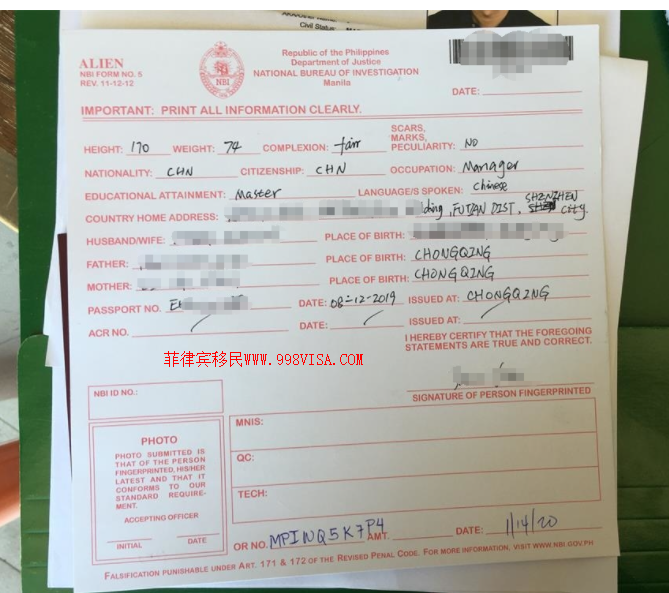 Civil Status:
ALIEN
NBI FORM NO. 5
REV. 11-12-12
NBI
Republic of the Philippines
Department of Justice
NATIONAL BUREAU OF INVESTIGATION
Manila
DATE:
IMPORTANT: PRINT ALL INFORMATION CLEARLY.
HEIGHT: 170 WEIGHT: 74 COMPLEXION: fair SCARS, MARKS, PECULIARITY: NO
NATIONALITY: CHN CITIZENSHIP: CHN OCCUPATION: Manager
EDUCATIONAL ATTAINMENT: Master LANGUAGE/S SPOKEN: Chinese
COUNTRY HOME ADDRESS: ding, FUTIAN DIST, SHENZHEN City.
HUSBAND/WIFE: PLACE OF BIRTH:
FATHER: PLACE OF BIRTH: CHONGQING
MOTHER: PLACE OF BIRTH: CHONGQING
PASSPORT NO. E DATE: 08-12-2019 ISSUED AT: CHONGQING
ACR NO. / DATE: / ISSUED AT: /
I HEREBY CERTIFY THAT THE FOREGOING
STATEMENTS ARE TRUE AND CORRECT.
菲律宾移民WWW.998VISA.COM
SIGNATURE OF PERSON FINGERPRINTED
NBI ID NO.:
PHOTO
PHOTO SUBMITTED IS
THAT OF THE PERSON
FINGERPRINTED, HIS/HER
LATEST AND THAT IT
CONFORMS TO OUR
STANDARD REQUIRE-
MENT.
ACCEPTING OFFICER
INITIAL DATE
MNIS:
QC:
TECH:
OR NO. MPINQ5K7P4 AMT. DATE: 1/14/20
FALSIFICATION PUNISHABLE UNDER ART. 171 & 172 OF THE REVISED PENAL CODE. FOR MORE INFORMATION, VISIT WWW.NBI.GOV.PH